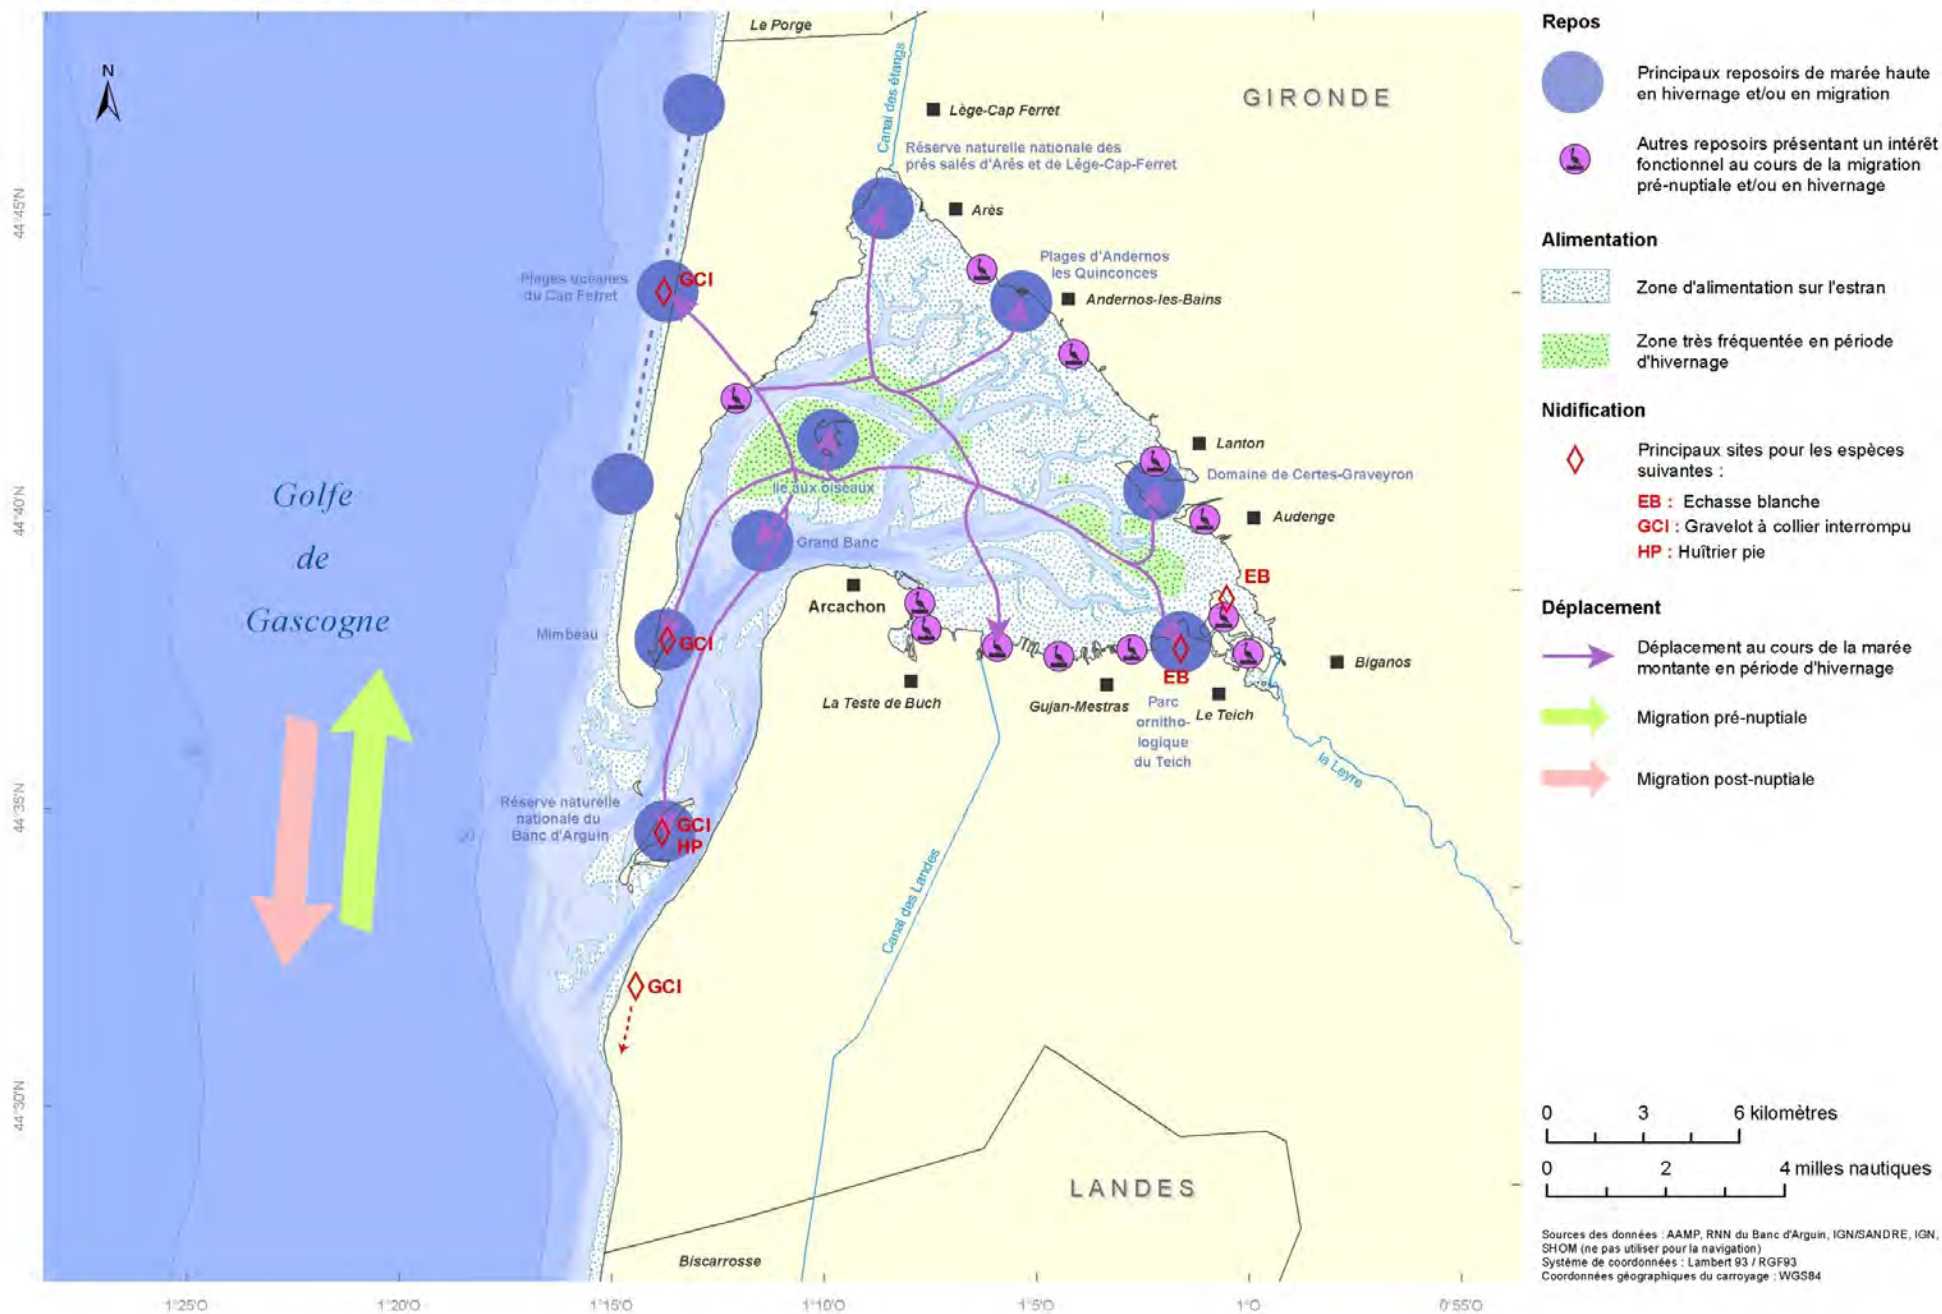 Le Porge
N
Canal des étangs
Lège-Cap Ferret
GIRONDE
Réserve naturelle nationale des
prés salés d'Arès et de Lège-Cap-Ferret
Arès
44°45'N
Plages d'Andernos
les Quinconces
Plages océanes
du Cap Ferret
GCI
Andernos-les-Bains
Lanton
Domaine de Certes-Graveyron
Ile aux oiseaux
Golfe
de
Gascogne
44°40'N
Audenge
Grand Banc
EB
Arcachon
Mimbeau
GCI
Biganos
EB
La Teste de Buch
Gujan-Mestras
Le Teich
Parc
ornitho-
logique
du Teich
la Leyre
44°35'N
Réserve naturelle
nationale du
Banc d'Arguin
GCI
HP
Canal des Landes
GCI
44°30'N
LANDES
Biscarrosse
1°25'O
1°20'O
1°15'O
1°10'O
1°5'O
1°O
0°55'O
Repos
Principaux reposoirs de marée haute
en hivernage et/ou en migration
Autres reposoirs présentant un intérêt
fonctionnel au cours de la migration
pré-nuptiale et/ou en hivernage
Alimentation
Zone d'alimentation sur l'estran
Zone très fréquentée en période
d'hivernage
Nidification
Principaux sites pour les espèces
suivantes :
EB : Echasse blanche
GCI : Gravelot à collier interrompu
HP : Huîtrier pie
Déplacement
Déplacement au cours de la marée
montante en période d'hivernage
Migration pré-nuptiale
Migration post-nuptiale
0 3 6 kilomètres
0 2 4 milles nautiques
Sources des données : AAMP, RNN du Banc d'Arguin, IGN/SANDRE, IGN,
SHOM (ne pas utiliser pour la navigation)
Système de coordonnées : Lambert 93 / RGF93
Coordonnées géographiques du carroyage : WGS84